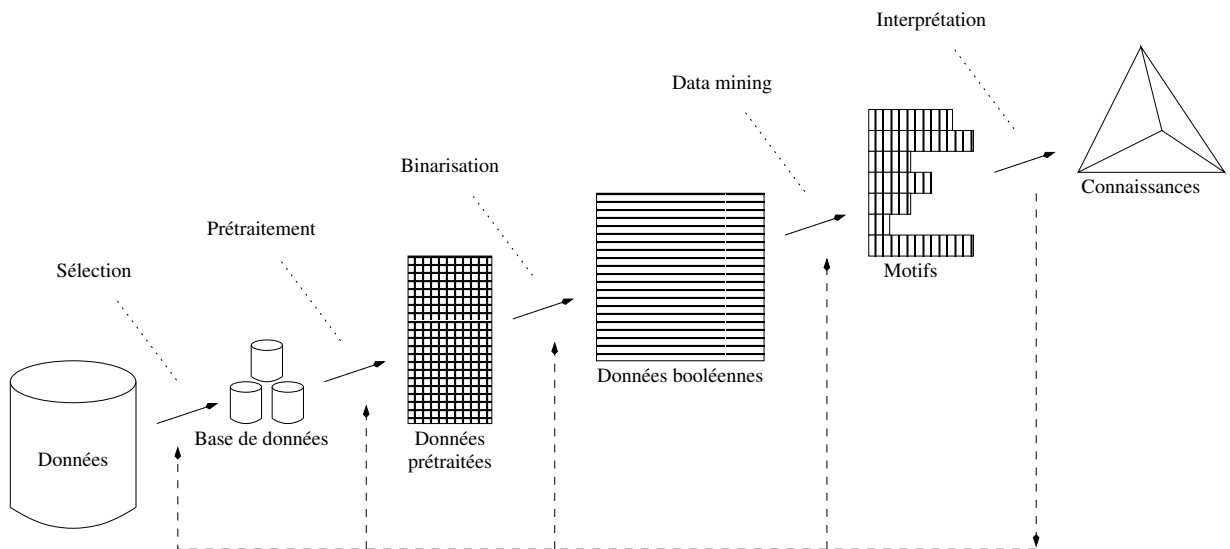 Interprétation
Data mining
Binarisation
Connaissances
Prétraitement
Sélection
Motifs
Données booléennes
Base de données
Données
prétraitées
Données